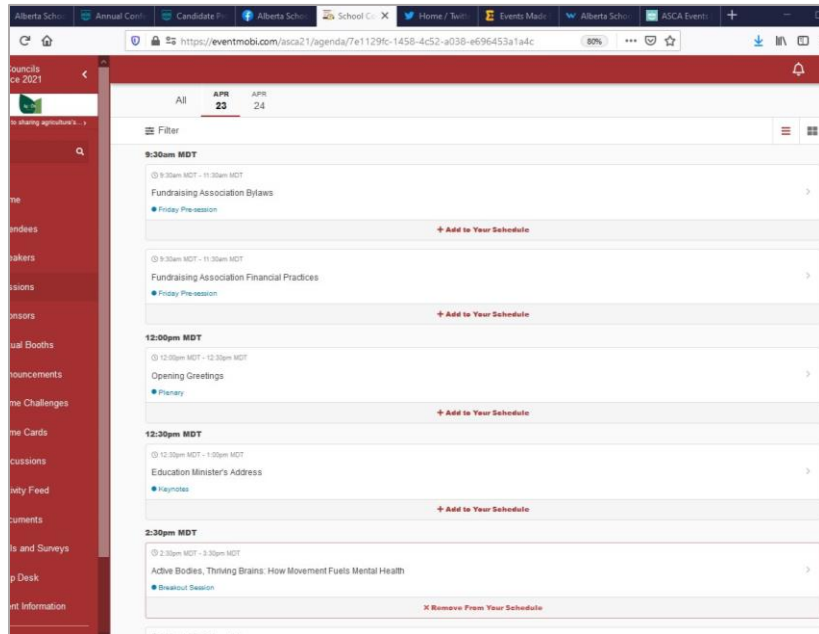 Alberta Schoo
Annual Conf
Candidate Po
Alberta Schoo
School Co
Home / Twitt
Events Made
Alberta Schoo
ASCA Events
https://eventmobi.com/asca21/agenda/7e1129fc-1458-4c52-a038-e696453a1a4c
80%
ouncils
ce 2021
to sharing agriculture's...
me
endees
eakers
ssions
onsors
ual Booths
nouncements
me Challenges
me Cards
cussions
ivity Feed
cuments
ls and Surveys
p Desk
ent Information
All
APR
23
APR
24
Filter
9:30am MDT
9:30am MDT - 11:30am MDT
Fundraising Association Bylaws
Friday Pre-session
+ Add to Your Schedule
9:30am MDT - 11:30am MDT
Fundraising Association Financial Practices
Friday Pre-session
+ Add to Your Schedule
12:00pm MDT
12:00pm MDT - 12:30pm MDT
Opening Greetings
Plenary
+ Add to Your Schedule
12:30pm MDT
12:30pm MDT - 1:00pm MDT
Education Minister's Address
Keynotes
+ Add to Your Schedule
2:30pm MDT
2:30pm MDT - 3:30pm MDT
Active Bodies, Thriving Brains: How Movement Fuels Mental Health
Breakout Session
X Remove From Your Schedule